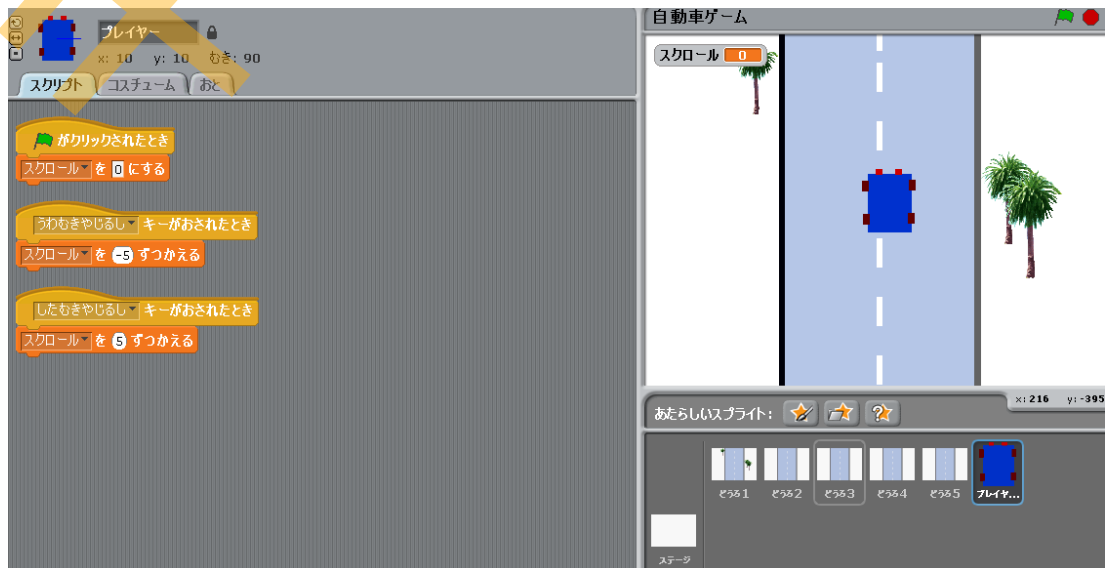 プレイヤー
x: 10 y: 10 むき: 90
スクリプト コスチューム おと
がクリックされたとき
スクロール を 0 にする
うわむきやじるし キーがおされたとき
スクロール を -5 ずつかえる
したむきやじるし キーがおされたとき
スクロール を 5 ずつかえる
自動車ゲーム
スクロール 0
x: 216 y: -395
あたらしいスプライト:
どうろ1 どうろ2 どうろ3 どうろ4 どうろ5 プレイヤ...
ステージ